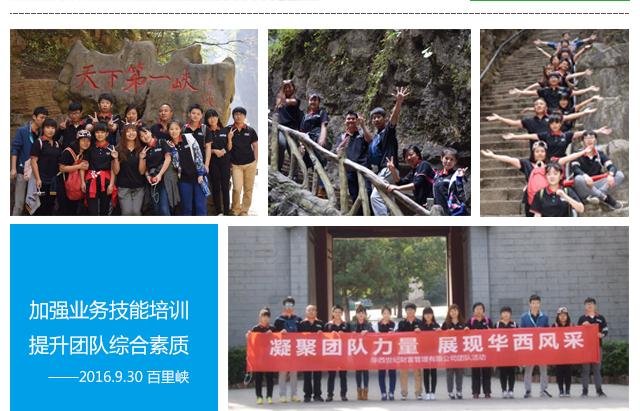 天下第一峡
加强业务技能培训
提升团队综合素质
——2016.9.30 百里峡
凝聚团队力量 展现华西风采
华西世纪财富管理有限公司团队活动